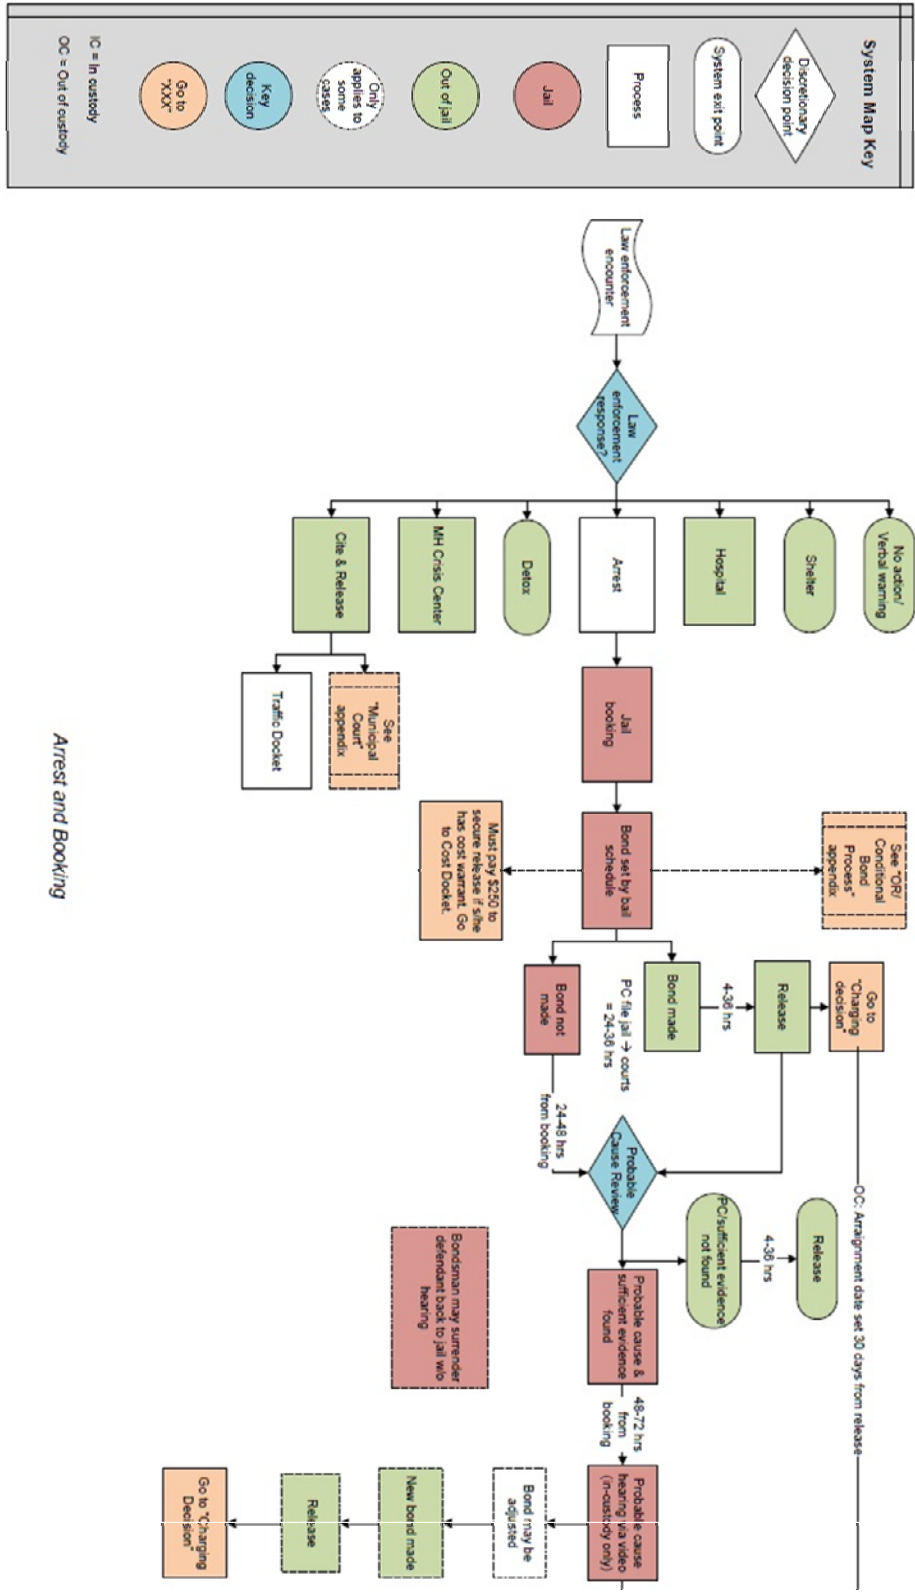 System Map Key
Discretionary
decision point
System exit point
Process
Jail
Out of jail
Only
applies to
some
cases
Key
decision
Go to
"XXX"
IC = In custody
OC = Out of custody
Law enforcement
encounter
Law
enforcement
response?
No action/
Verbal warning
Shelter
Hospital
Arrest
Detox
MH Crisis Center
Cite & Release
See
"Municipal
Court"
appendix
Traffic Docket
Jail
booking
See "OR/
Conditional
Bond
Process"
appendix
Bond set by bail
schedule
Must pay $250 to
secure release if s/he
has cost warrant. Go
to Cost Docket.
Go to
"Charging
decision"
Release
4-36 hrs
Bond made
PC file jail → courts
= 24-36 hrs
Bond not
made
24-48 hrs
from booking
Probable
Cause Review
OC: Arraignment date set 30 days from release
Release
4-36 hrs
PC/sufficient evidence
not found
Probable cause &
sufficient evidence
found
Bondsman may surrender
defendant back to jail w/o
hearing
48-72 hrs
from
booking
Probable cause
hearing via video
(in-custody only)
Bond may be
adjusted
New bond made
Release
Go to "Charging
Decision"
Arrest and Booking